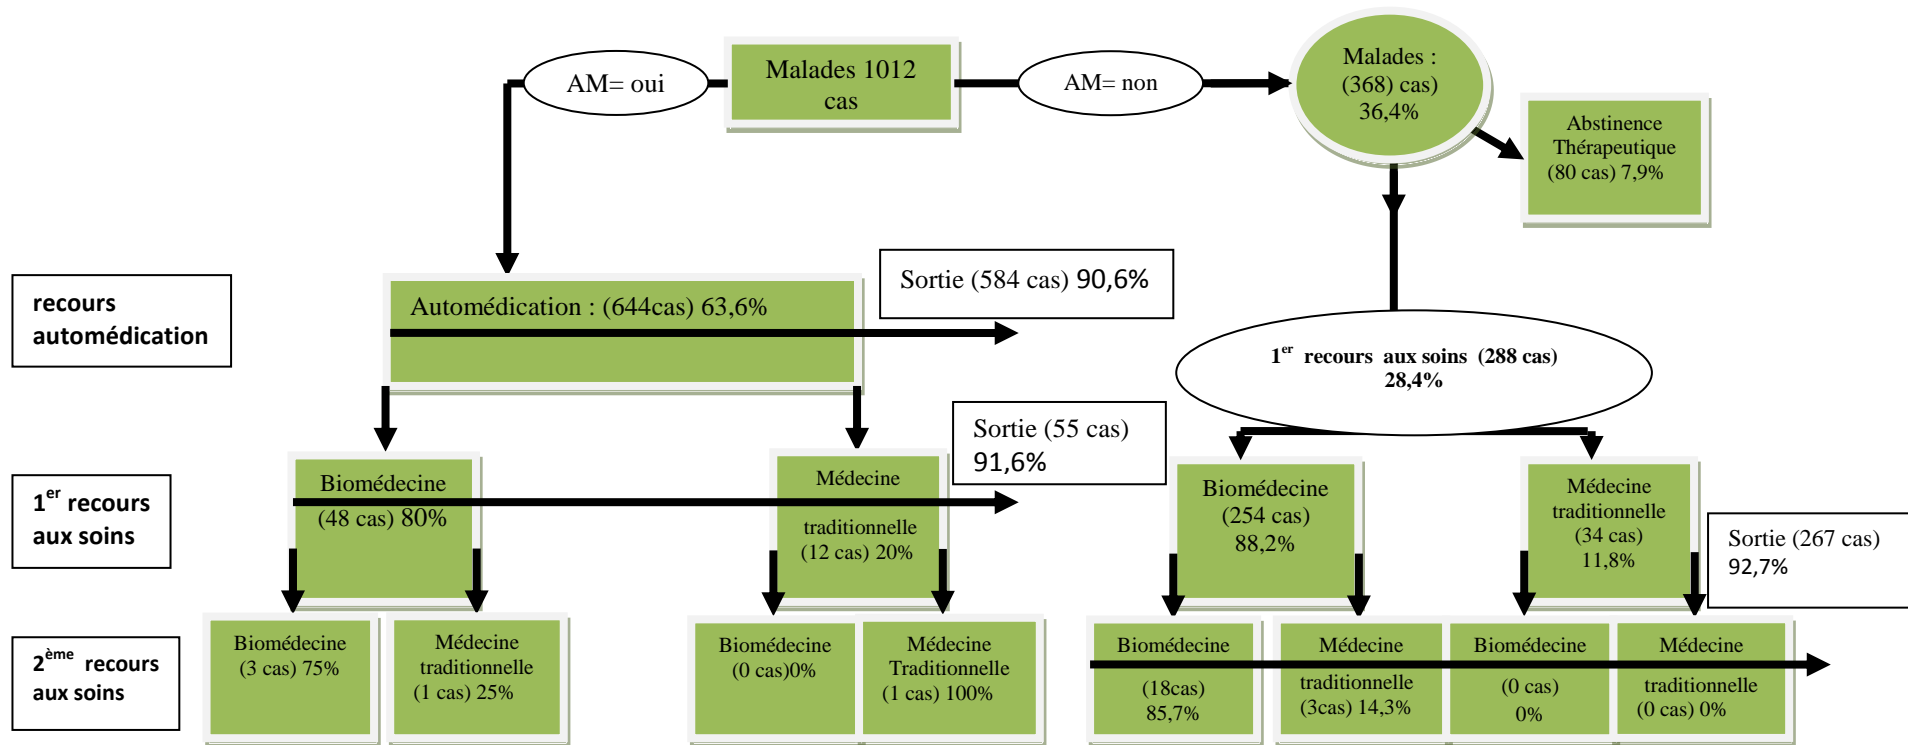 AM= oui
Malades 1012
cas
AM= non
Malades :
(368) cas)
36,4%
Abstinence
Thérapeutique
(80 cas) 7,9%
recours
automédication
Automédication : (644cas) 63,6%
Sortie (584 cas) 90,6%
1er recours aux soins (288 cas)
28,4%
1er recours
aux soins
Biomédecine
(48 cas) 80%
Médecine
traditionnelle
(12 cas) 20%
Sortie (55 cas)
91,6%
Biomédecine
(254 cas)
88,2%
Médecine
traditionnelle
(34 cas)
11,8%
Sortie (267 cas)
92,7%
2ème recours
aux soins
Biomédecine
(3 cas) 75%
Médecine
traditionnelle
(1 cas) 25%
Biomédecine
(0 cas)0%
Médecine
Traditionnelle
(1 cas) 100%
Biomédecine
(18cas)
85,7%
Médecine
traditionnelle
(3cas) 14,3%
Biomédecine
(0 cas)
0%
Médecine
traditionnelle
(0 cas) 0%